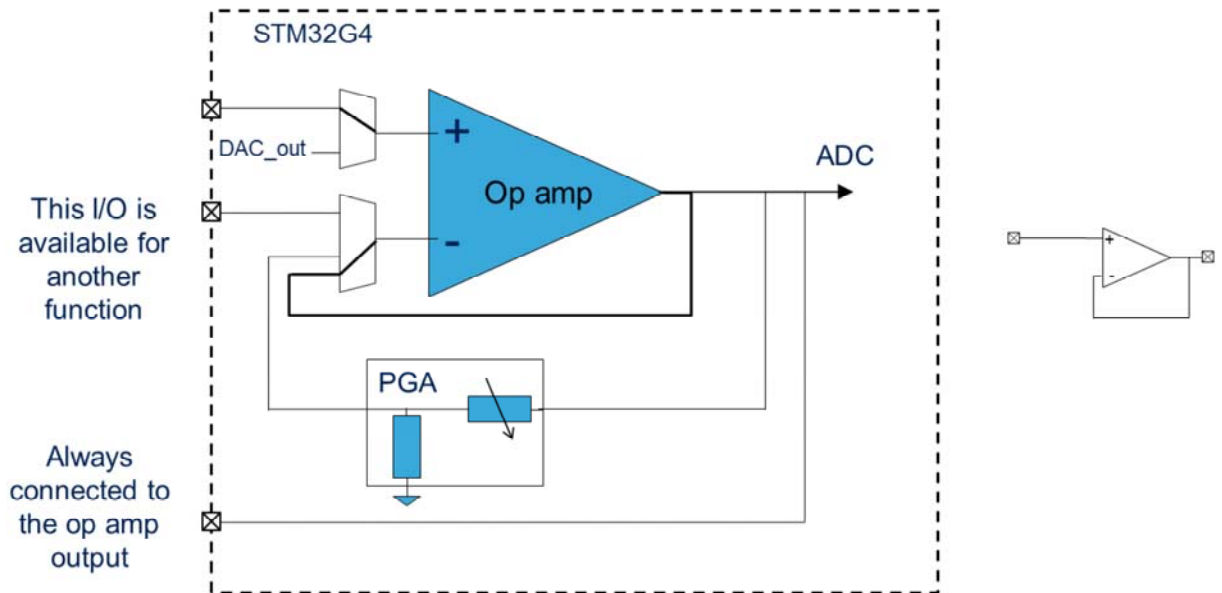 STM32G4
+
DAC_out
ADC
Op amp
-
This I/O is
available for
another
function
+
-
PGA
Always
connected to
the op amp
output